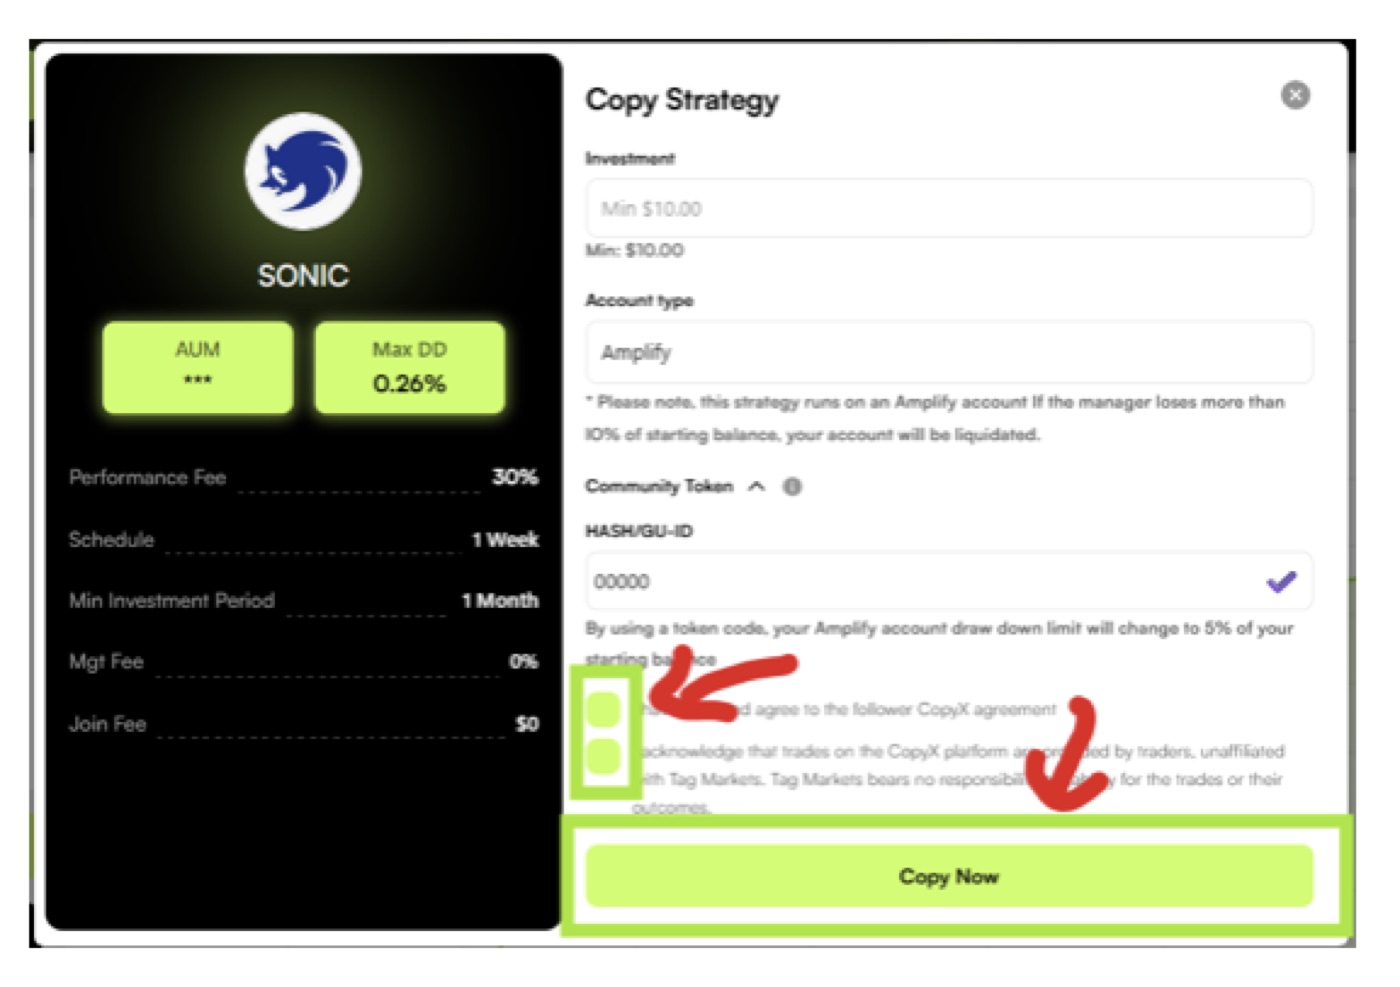 SONIC
AUM
***
Max DD
0.26%
Performance Fee 30%
Schedule 1 Week
Min Investment Period 1 Month
Mgt Fee 0%
Join Fee $0
Copy Strategy
Investment
Min $10.00
Min: $10.00
Account type
Amplify
* Please note, this strategy runs on an Amplify account If the manager loses more than
10% of starting balance, your account will be liquidated.
Community Token
HASH/GU-ID
00000
By using a token code, your Amplify account draw down limit will change to 5% of your
starting
agree to the follower CopyX agreement
acknowledge that trades on the CopyX platform by traders, unaffiliated
with Tag Markets. Tag Markets bears no for the trades or their
outcomes.
Copy Now